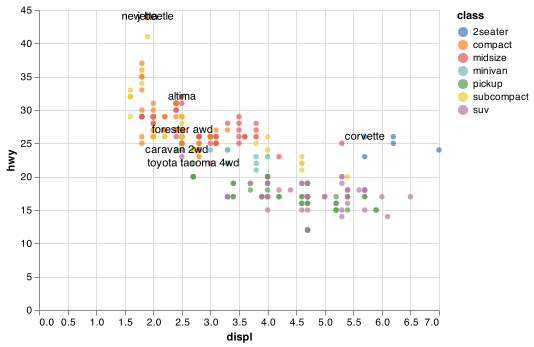 45
40
35
30
25
20
15
10
5
0
0.0 0.5 1.0 1.5 2.0 2.5 3.0 3.5 4.0 4.5 5.0 5.5 6.0 6.5 7.0
displ
hwy
new beetle
jetta
altima
forester awd
corvette
caravan 2wd
toyota tacoma 4wd
class
2seater
compact
midsize
minivan
pickup
subcompact
suv